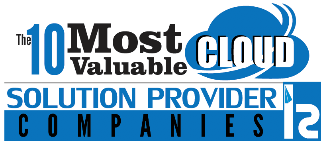 The 10 Most
Valuable CLOUD
SOLUTION PROVIDER
COMPANIES